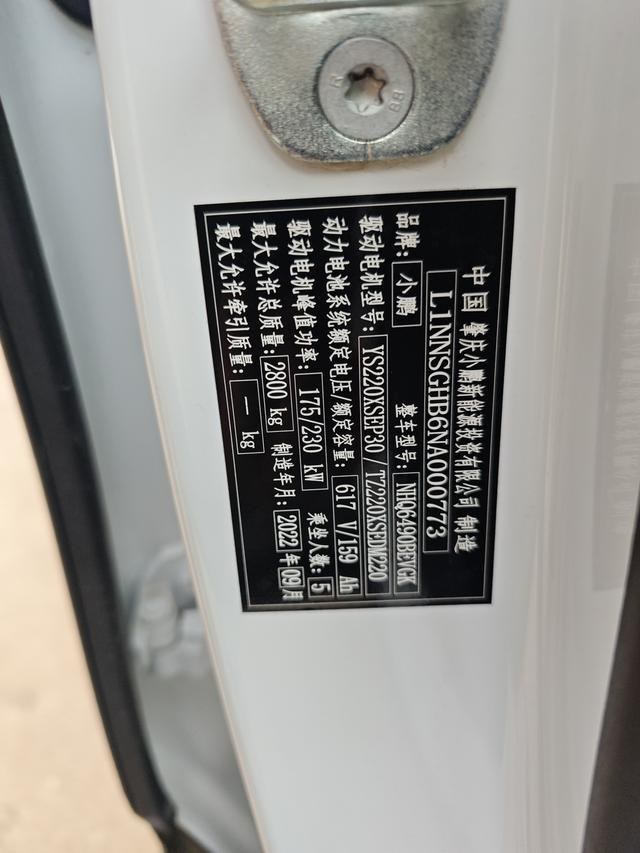 中国 肇庆小鹏新能源投资有限公司 制造
L1NNSGHB6NA000773
品牌: 小鹏 整车型号: NHQ6490BEVGK
驱动电机型号: YS220XSEP30 / TZ220XSEDM220
动力电池系统额定电压/额定容量: 617 V/159 Ah
驱动电机峰值功率: 175/230 kW 乘坐人数: 5
最大允许总质量: 2800 kg 制造年月: 2022 年 09 月
最大允许牵引质量: — kg